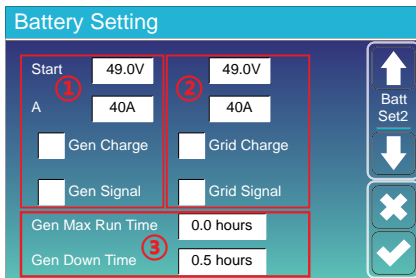 Battery Setting
Start 49.0V 49.0V
① ②
A 40A 40A
Gen Charge Grid Charge
Gen Signal Grid Signal
Gen Max Run Time 0.0 hours
③
Gen Down Time 0.5 hours
Batt
Set2